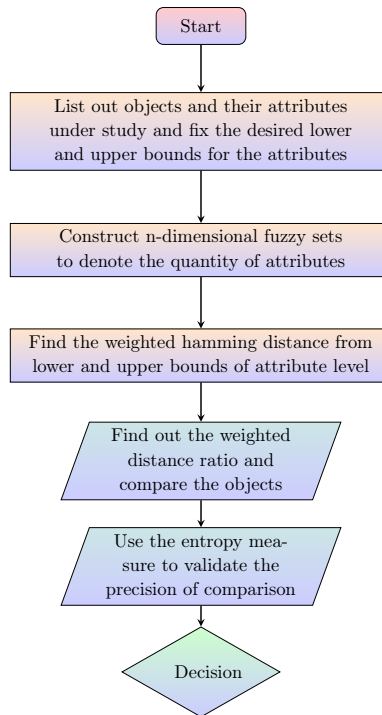 Start
List out objects and their attributes
under study and fix the desired lower
and upper bounds for the attributes
Construct n-dimensional fuzzy sets
to denote the quantity of attributes
Find the weighted hamming distance from
lower and upper bounds of attribute level
Find out the weighted
distance ratio and
compare the objects
Use the entropy mea-
sure to validate the
precision of comparison
Decision